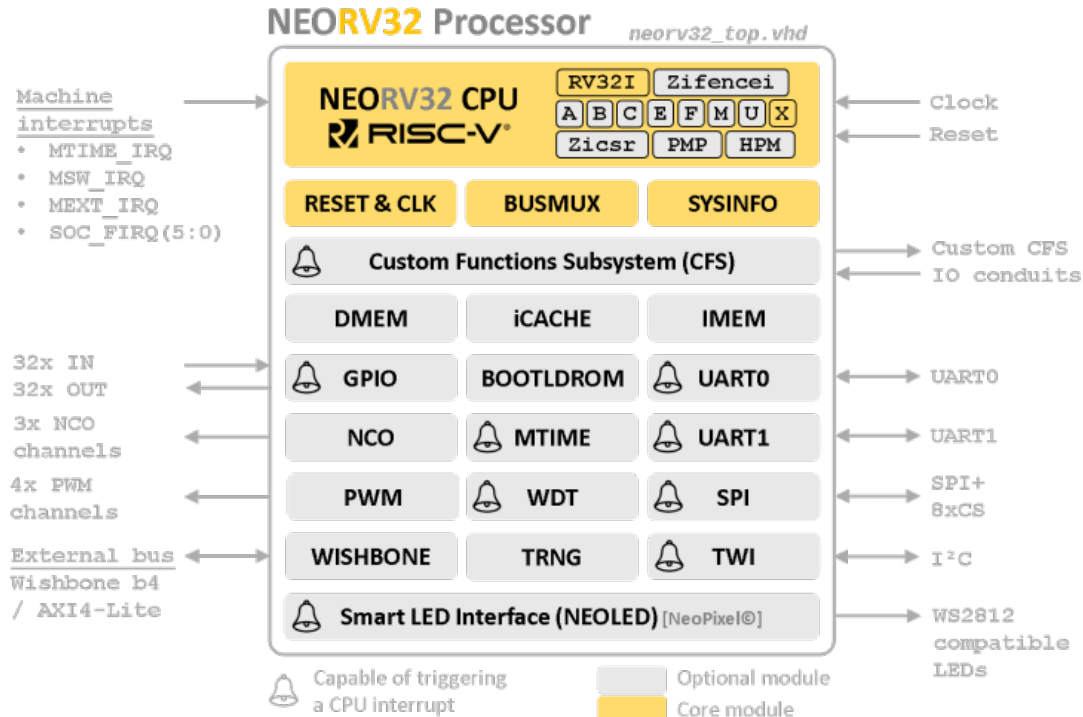 NEORV32 Processor
neorv32_top.vhd
Machine
interrupts
• MTIME_IRQ
• MSW_IRQ
• MEXT_IRQ
• SOC_FIRQ(5:0)
NEORV32 CPU
RISC-V®
RV32I Zifencei
A B C E F M U X
Zicsr PMP HPM
Clock
Reset
RESET & CLK BUSMUX SYSINFO
Custom Functions Subsystem (CFS)
Custom CFS
IO conduits
DMEM iCACHE IMEM
32x IN
32x OUT
GPIO BOOTLDROM UART0
UART0
3x NCO
channels
NCO MTIME UART1
UART1
4x PWM
channels
PWM WDT SPI
SPI+
8xCS
External bus
Wishbone b4
/ AXI4-Lite
WISHBONE TRNG TWI
I²C
Smart LED Interface (NEOLED) [NeoPixel©]
WS2812
compatible
LEDs
Capable of triggering
a CPU interrupt
Optional module
Core module